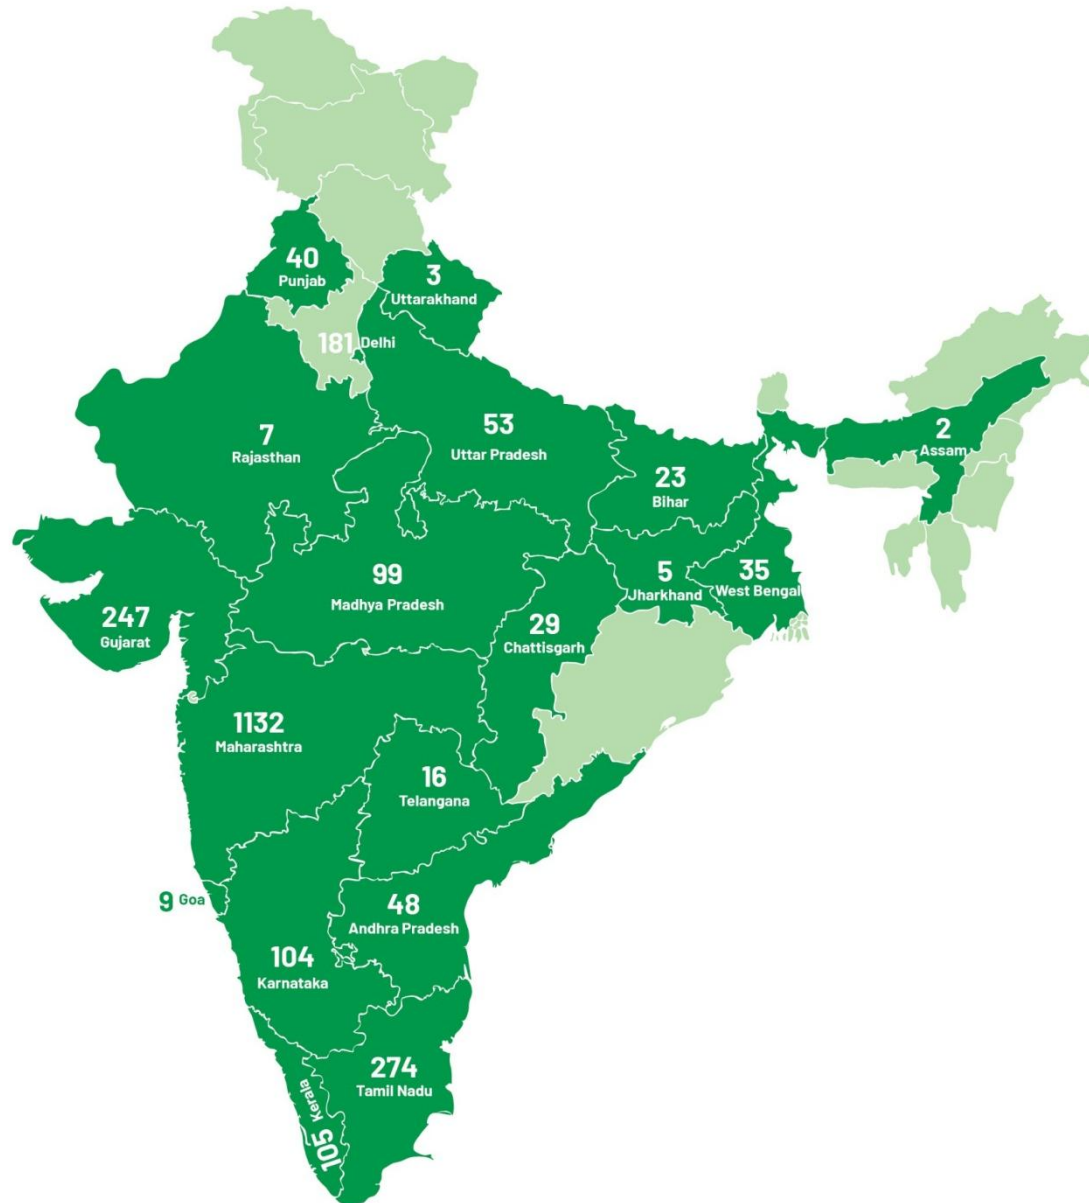 40
Punjab
3
Uttarakhand
181 Delhi
7
Rajasthan
53
Uttar Pradesh
2
Assam
23
Bihar
99
Madhya Pradesh
5
Jharkhand
35
West Bengal
247
Gujarat
29
Chattisgarh
1132
Maharashtra
16
Telangana
9 Goa
48
Andhra Pradesh
104
Karnataka
274
Tamil Nadu
105 Kerala